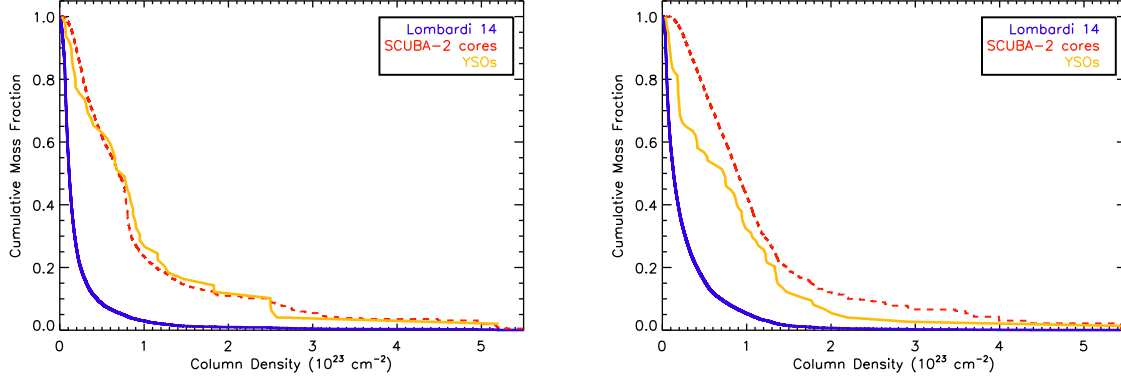 1.0
0.8
0.6
0.4
0.2
0.0
Cumulative Mass Fraction
0 1 2 3 4 5
Column Density (10²³ cm⁻²)
Lombardi 14
SCUBA-2 cores
YSOs
1.0
0.8
0.6
0.4
0.2
0.0
Cumulative Mass Fraction
0 1 2 3 4 5
Column Density (10²³ cm⁻²)
Lombardi 14
SCUBA-2 cores
YSOs